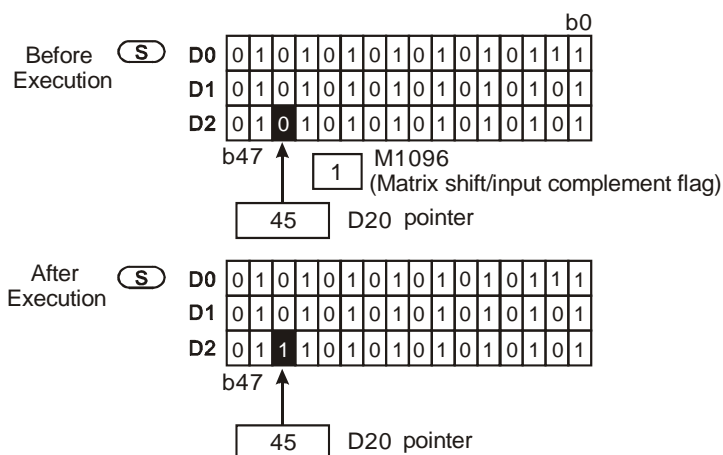 b0
Before Execution S D0 0 1 0 1 0 1 0 1 0 1 0 1 0 1 1 1
D1 0 1 0 1 0 1 0 1 0 1 0 1 0 1 0 1
D2 0 1 0 1 0 1 0 1 0 1 0 1 0 1 0 1
b47
1 M1096
(Matrix shift/input complement flag)
45 D20 pointer
After Execution S D0 0 1 0 1 0 1 0 1 0 1 0 1 0 1 1 1
D1 0 1 0 1 0 1 0 1 0 1 0 1 0 1 0 1
D2 0 1 1 1 0 1 0 1 0 1 0 1 0 1 0 1
b47
45 D20 pointer